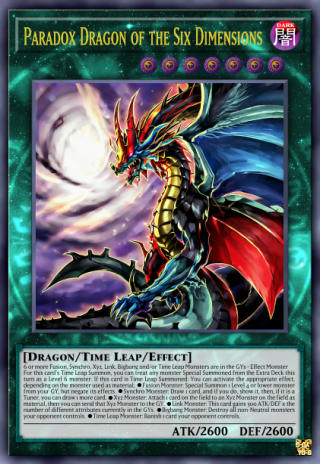 PARADOX DRAGON OF THE SIX DIMENSIONS
DARK
闇
[DRAGON/TIME LEAP/EFFECT]
6 or more Fusion, Synchro, Xyz, Link, Bigbang and/or Time Leap Monsters are in the GYs - Effect Monster
For this card's Time Leap Summon, you can treat any monster Special Summoned from the Extra Deck this
turn as a Level 6 monster. If this card is Time Leap Summoned: You can activate the appropriate effect,
depending on the monster used as material. ●Fusion Monster: Special Summon 1 Level 4 or lower monster
from your GY, but negate its effects. ●Synchro Monster: Draw 1 card, and if you do, show it, then, if it is a
Tuner, you can draw 1 more card. ●Xyz Monster: Attach 1 card on the field to an Xyz Monster on the field as
material, then you can send that Xyz Monster to the GY. ●Link Monster: This card gains 100 ATK/DEF x the
number of different attributes currently in the GYs. ●Bigbang Monster: Destroy all non-Neutral monsters
your opponent controls. ●Time Leap Monster: Banish 1 card your opponent controls.
ATK/2600 DEF/2600